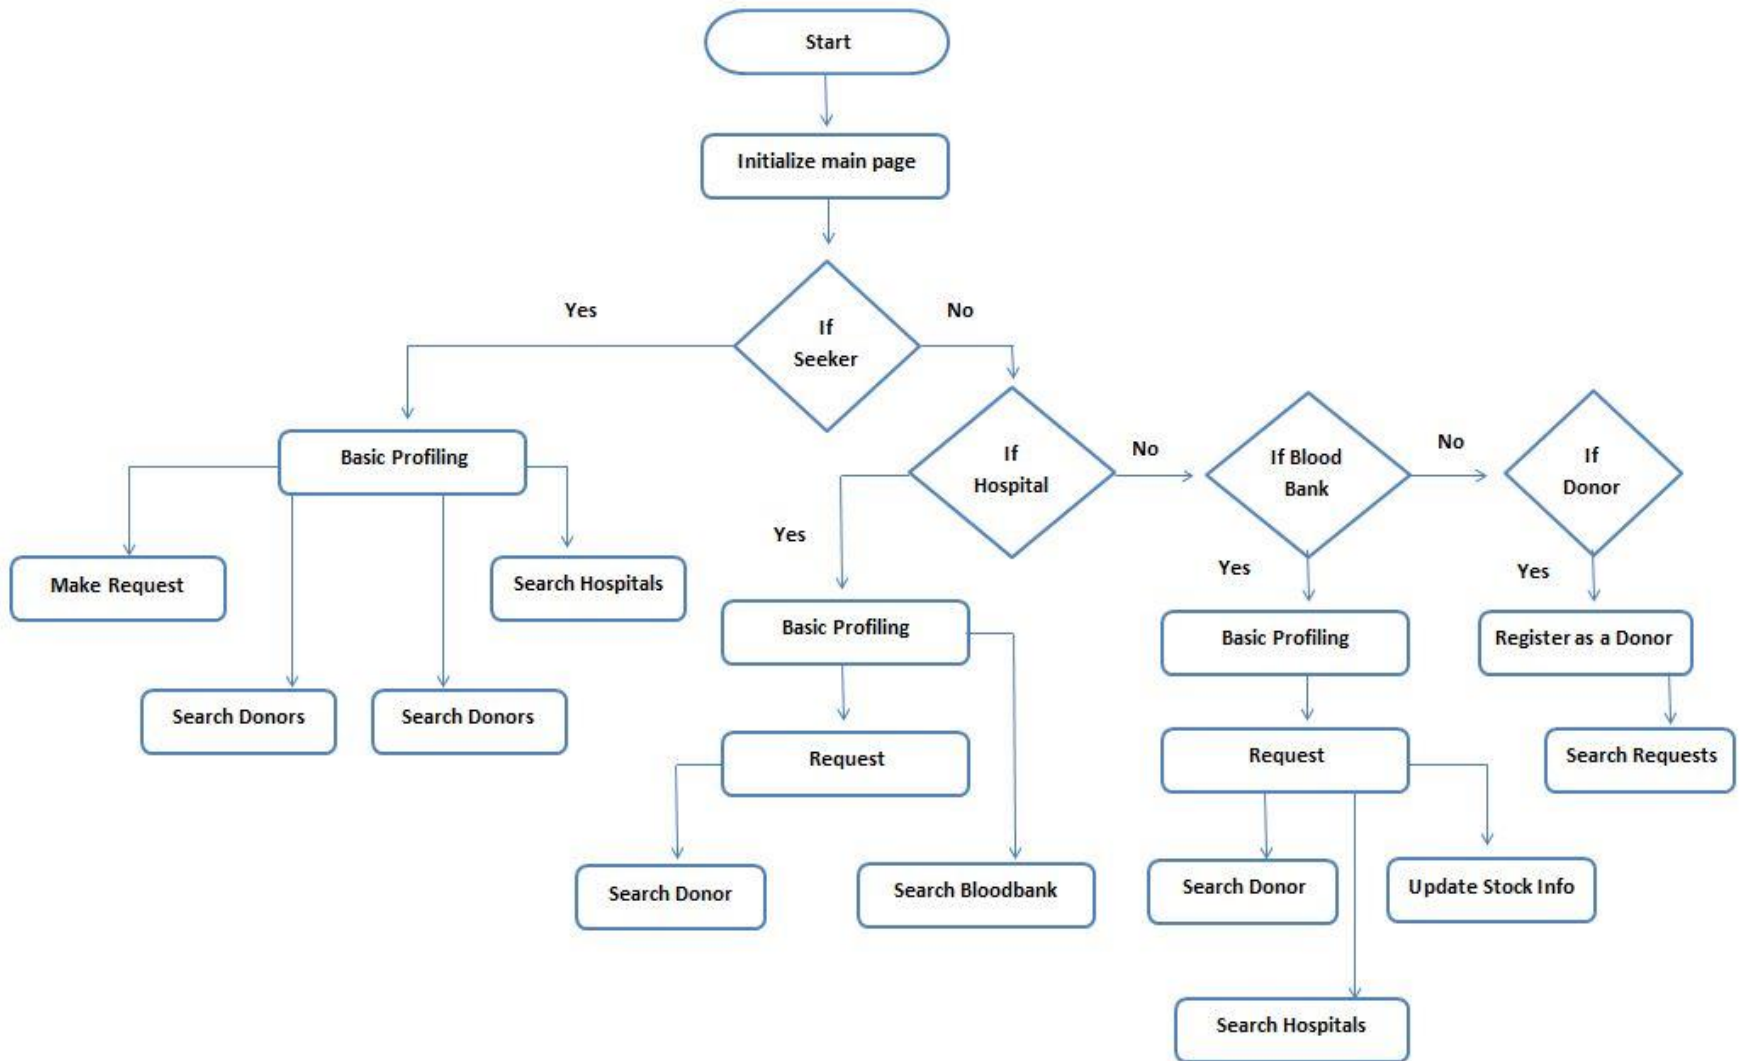 Start
Initialize main page
Yes
No
If
Seeker
Basic Profiling
If
Hospital
No
If Blood
Bank
No
If
Donor
Make Request
Search Hospitals
Yes
Yes
Yes
Search Donors
Search Donors
Basic Profiling
Basic Profiling
Register as a Donor
Request
Request
Search Requests
Search Donor
Search Bloodbank
Search Donor
Update Stock Info
Search Hospitals